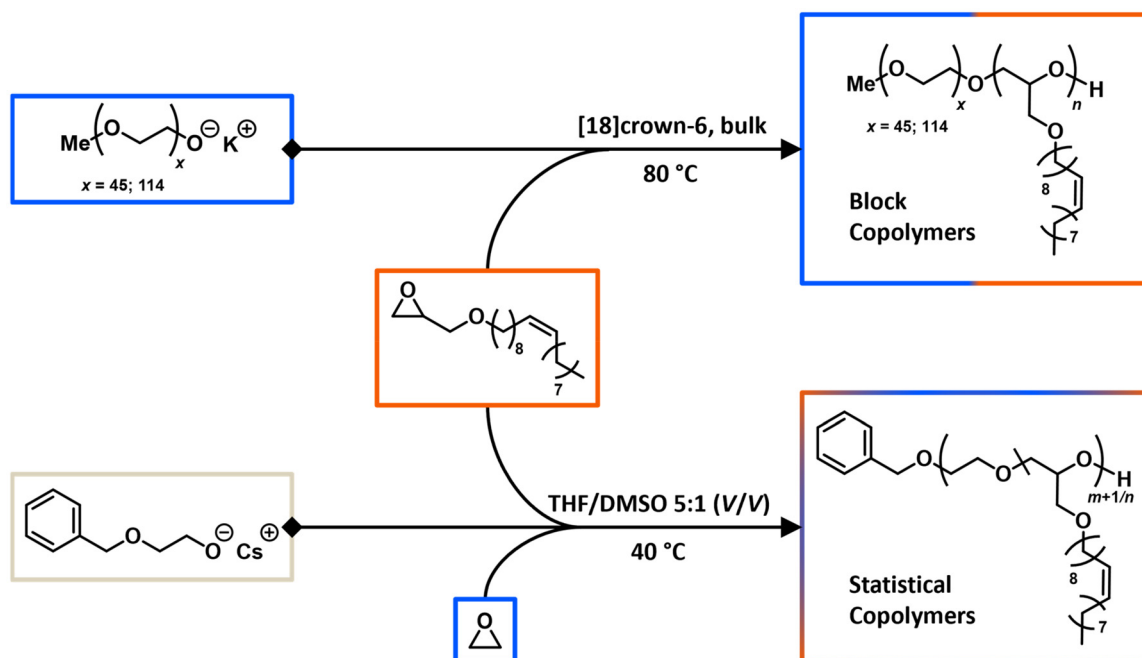 Me
O
O
⊖
K
⊕
x
x = 45; 114
[18]crown-6, bulk
80 °C
Me
O
O
O
H
x
n
x = 45; 114
O
8
7
Block
Copolymers
O
O
8
7
O
O
⊖
Cs
⊕
THF/DMSO 5:1 (V/V)
40 °C
O
O
O
O
H
m+1/n
O
8
7
Statistical
Copolymers